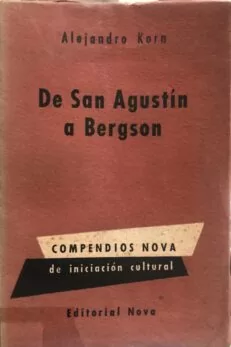 Alejandro Korn
De San Agustín
a Bergson
COMPENDIOS NOVA
de iniciación cultural
Editorial Nova